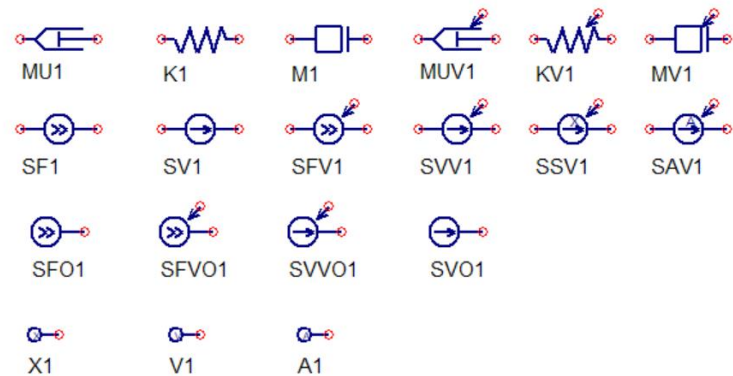 MU1 K1 M1 MUV1 KV1 MV1
X A
SF1 SV1 SFV1 SVV1 SSV1 SAV1
SFO1 SFVO1 SVVO1 SVO1
X V A
X1 V1 A1